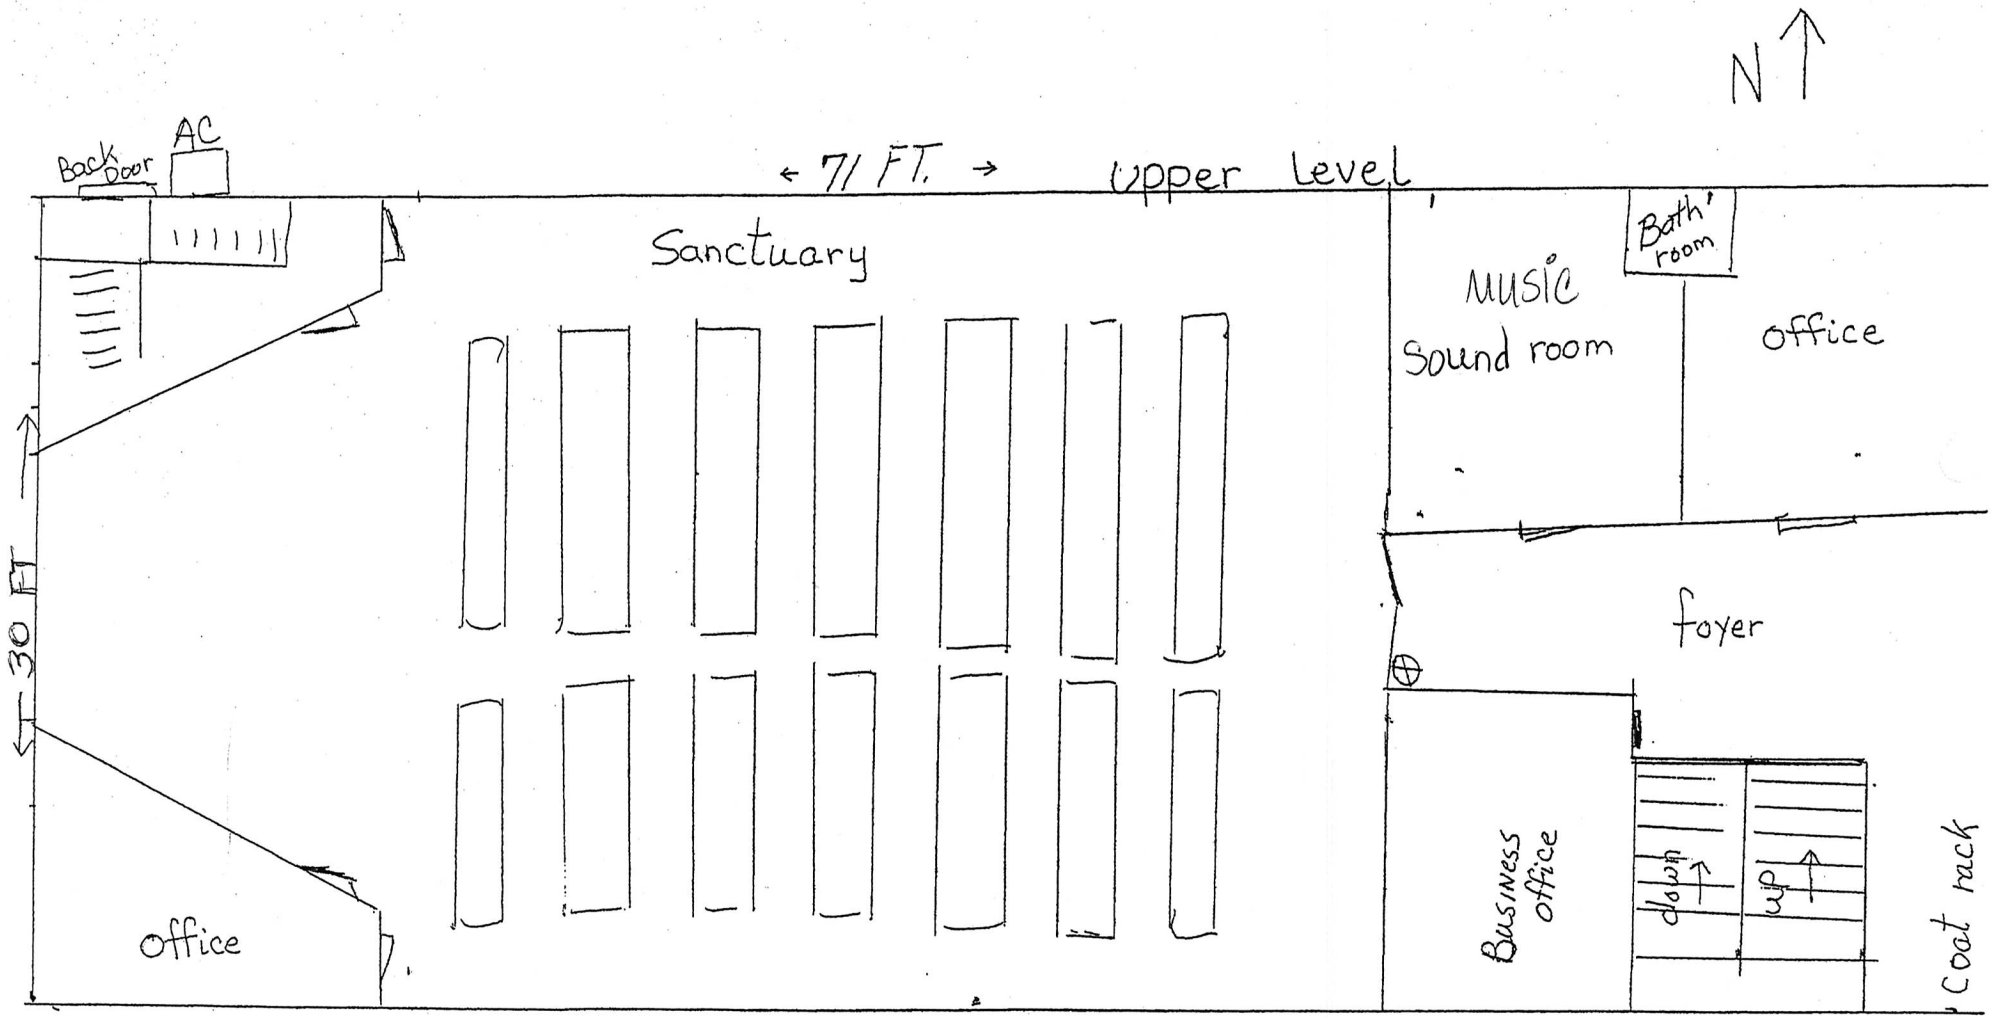 N
AC
Back
Door
← 71 FT. → Upper Level
Sanctuary
Bath
room
Music
Sound room
office
30 FT
foyer
office
Business
office
down
up
Coat rack